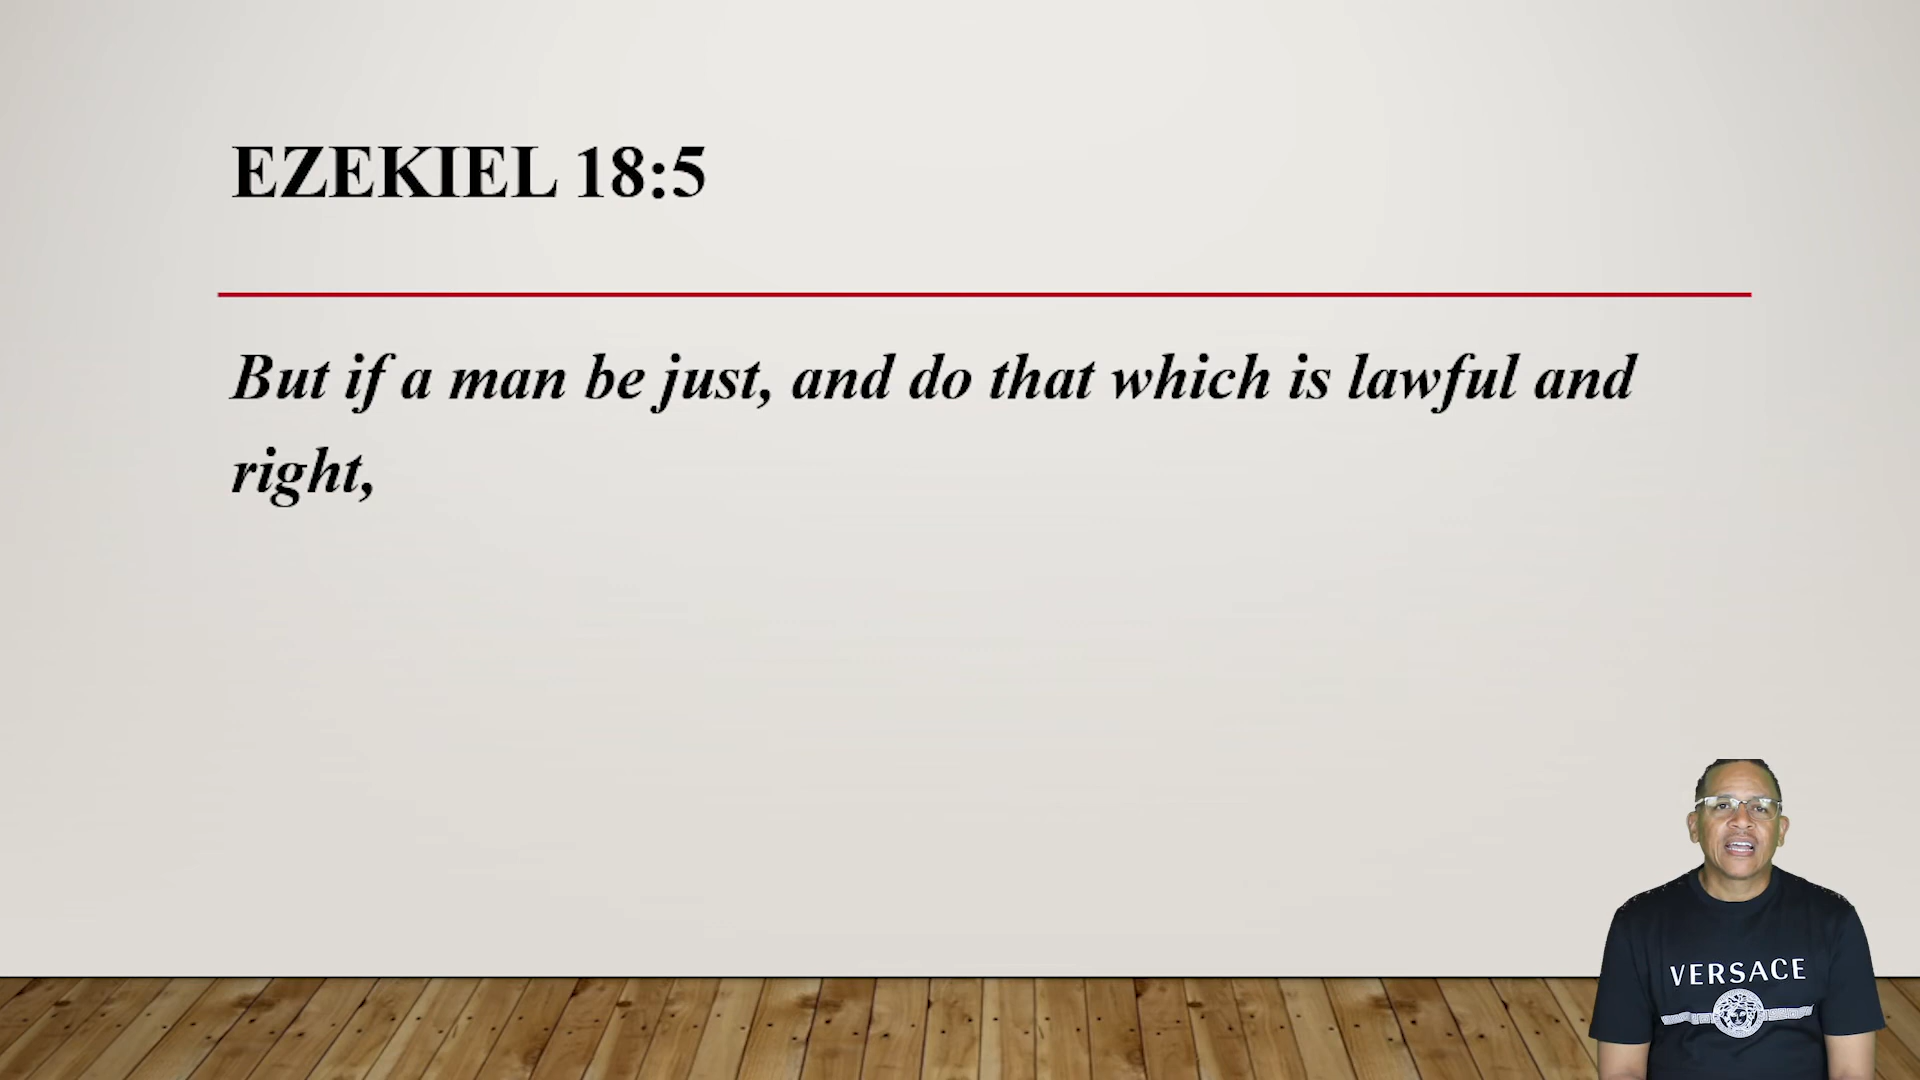 EZEKIEL 18:5
But if a man be just, and do that which is lawful and
right,
VERSACE